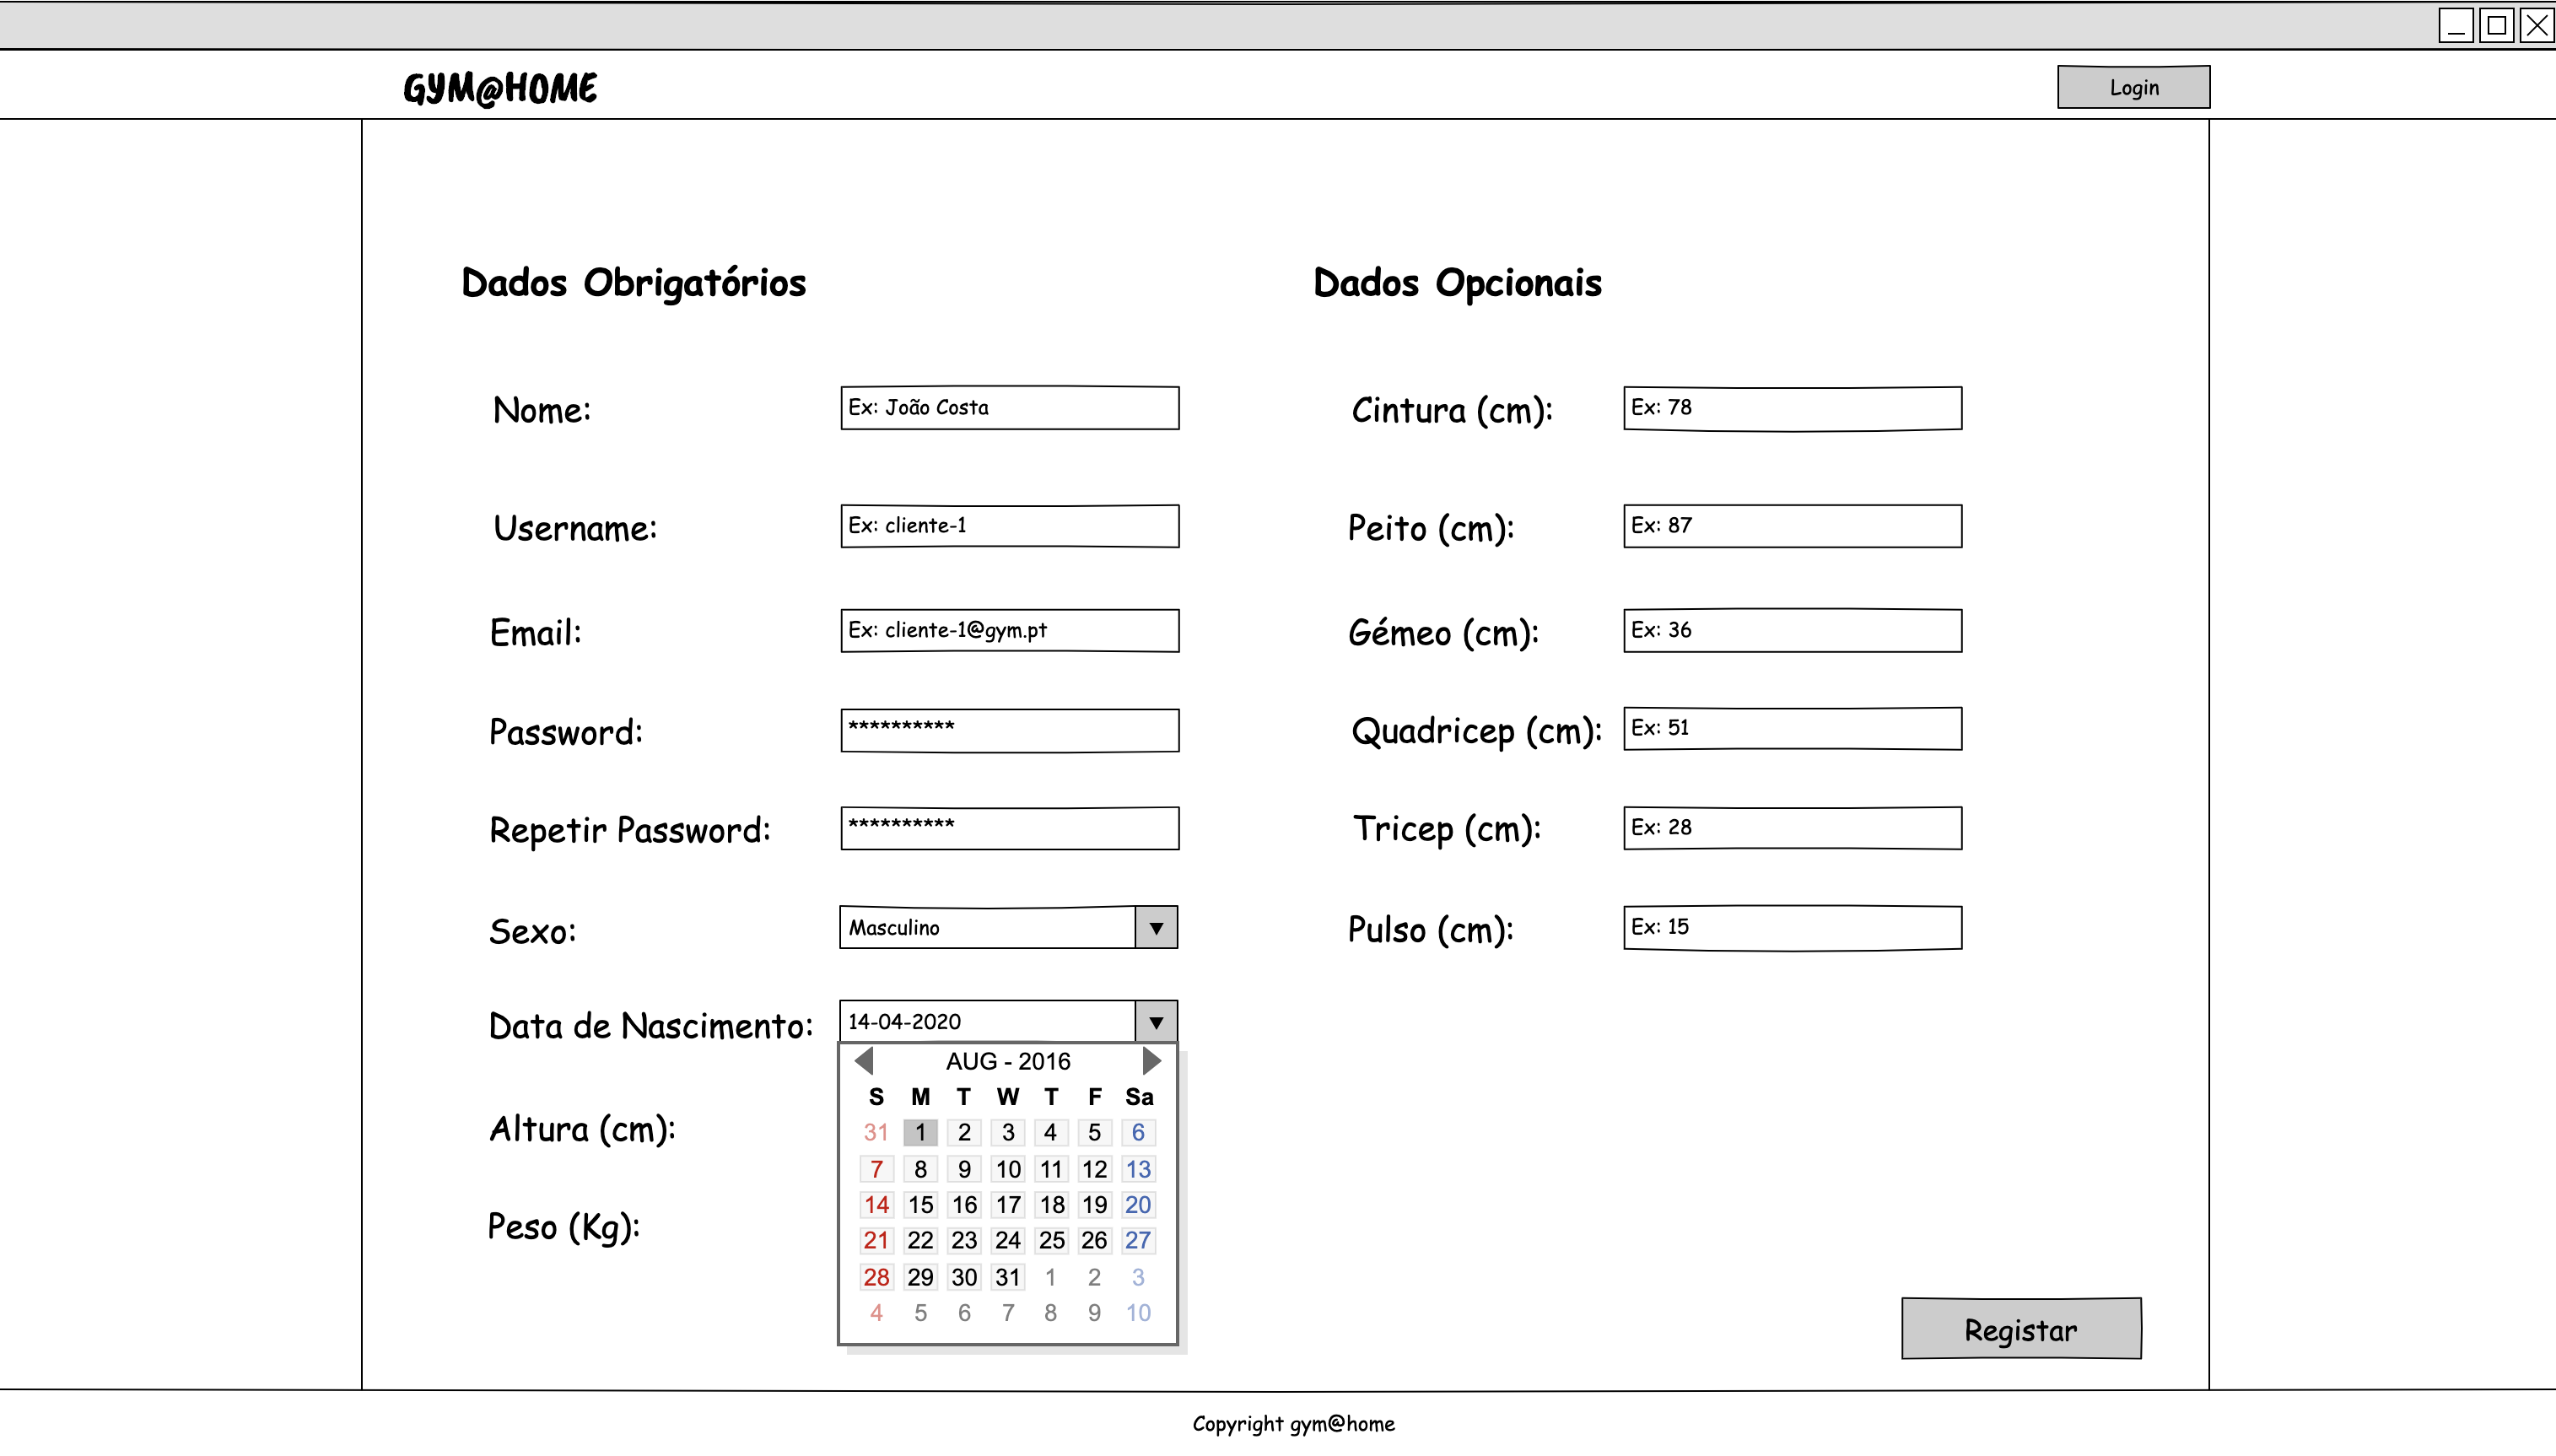 GYM@HOME
Login
Dados Obrigatórios
Nome:
Ex: João Costa
Username:
Ex: cliente-1
Email:
Ex: cliente-1@gym.pt
Password:
**********
Repetir Password:
**********
Sexo:
Masculino
Data de Nascimento:
14-04-2020
AUG - 2016
S M T W T F Sa
31 1 2 3 4 5 6
7 8 9 10 11 12 13
14 15 16 17 18 19 20
21 22 23 24 25 26 27
28 29 30 31 1 2 3
4 5 6 7 8 9 10
Altura (cm):
Peso (Kg):
Dados Opcionais
Cintura (cm):
Ex: 78
Peito (cm):
Ex: 87
Gémeo (cm):
Ex: 36
Quadricep (cm):
Ex: 51
Tricep (cm):
Ex: 28
Pulso (cm):
Ex: 15
Registar
Copyright gym@home